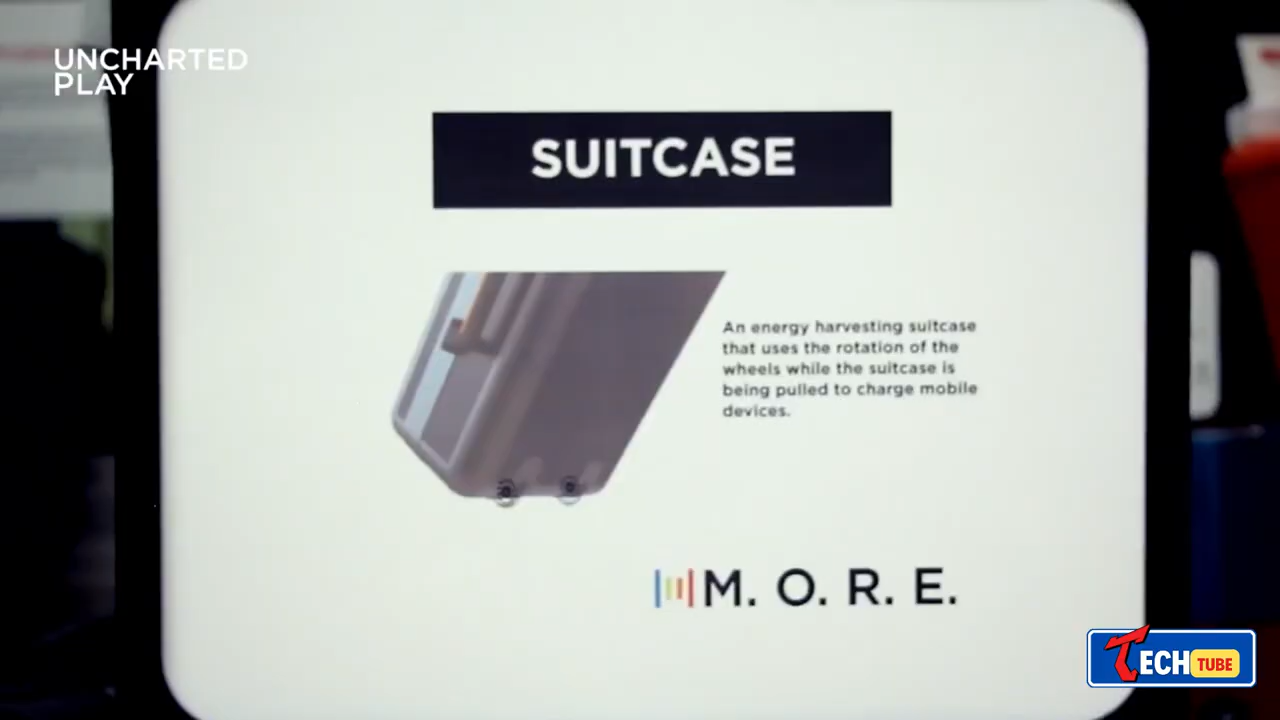 UNCHARTED
PLAY
SUITCASE
An energy harvesting suitcase
that uses the rotation of the
wheels while the suitcase is
being pulled to charge mobile
devices.
M. O. R. E.
TECH TUBE